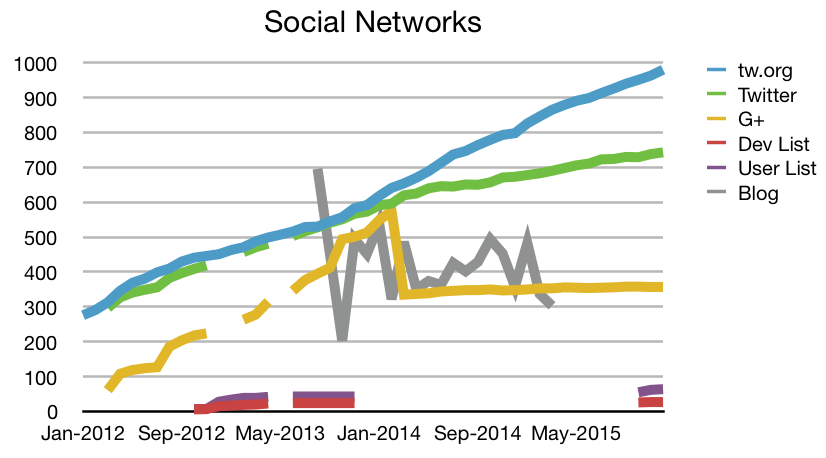 Social Networks
1000
900
800
700
600
500
400
300
200
100
0
Jan-2012 Sep-2012 May-2013 Jan-2014 Sep-2014 May-2015
tw.org
Twitter
G+
Dev List
User List
Blog